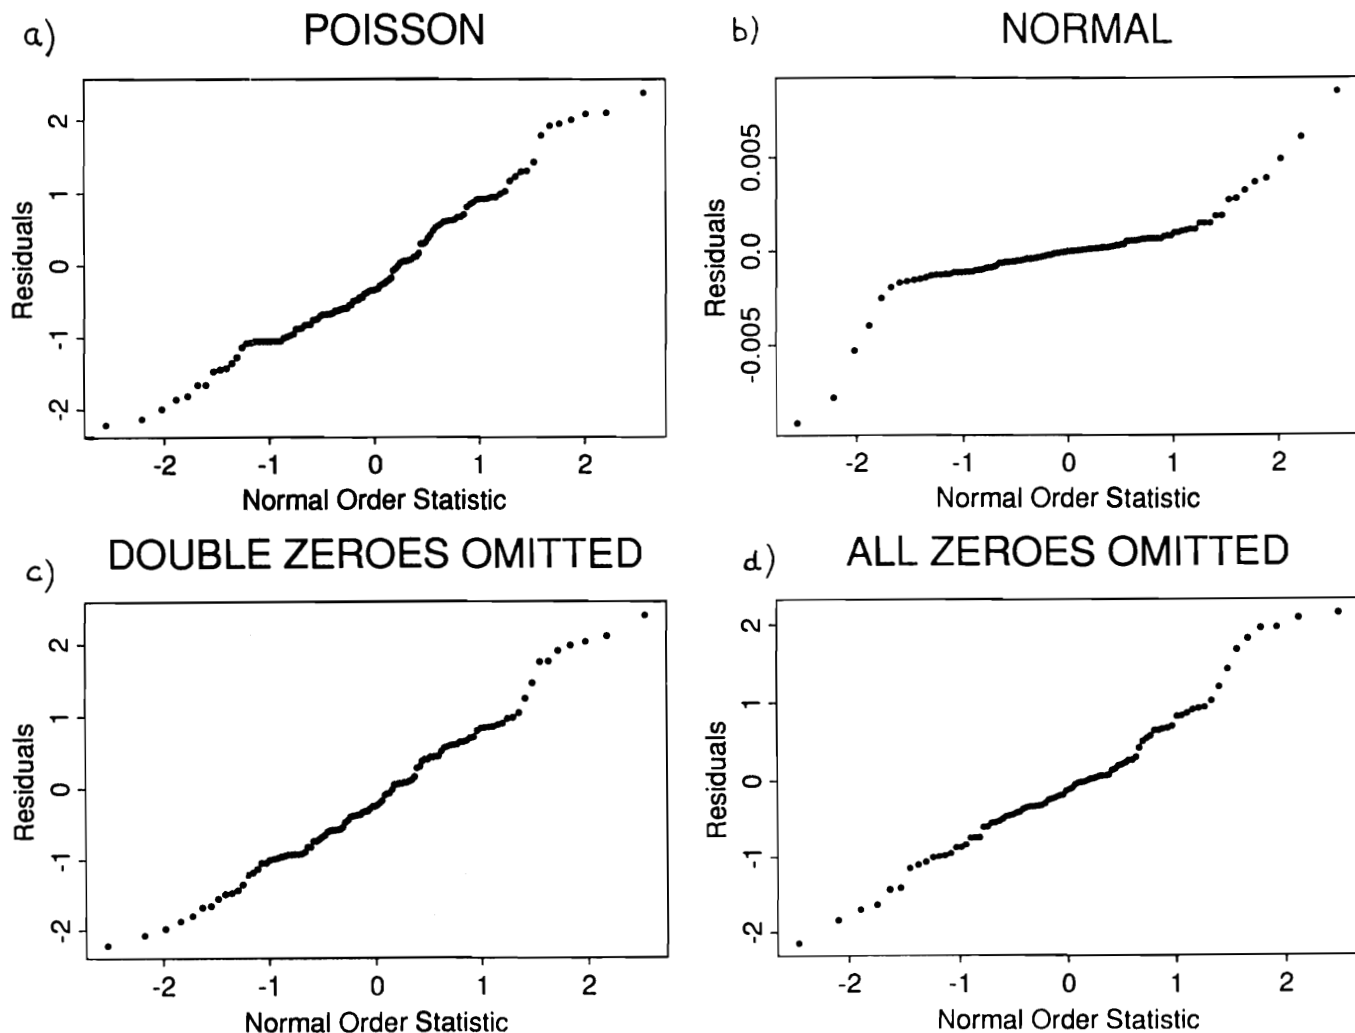 a) POISSON
2
1
0
-1
-2
Residuals
-2 -1 0 1 2
Normal Order Statistic
b) NORMAL
0.005
0.0
-0.005
Residuals
-2 -1 0 1 2
Normal Order Statistic
c) DOUBLE ZEROES OMITTED
2
1
0
-1
-2
Residuals
-2 -1 0 1 2
Normal Order Statistic
d) ALL ZEROES OMITTED
2
1
0
-1
-2
Residuals
-2 -1 0 1 2
Normal Order Statistic